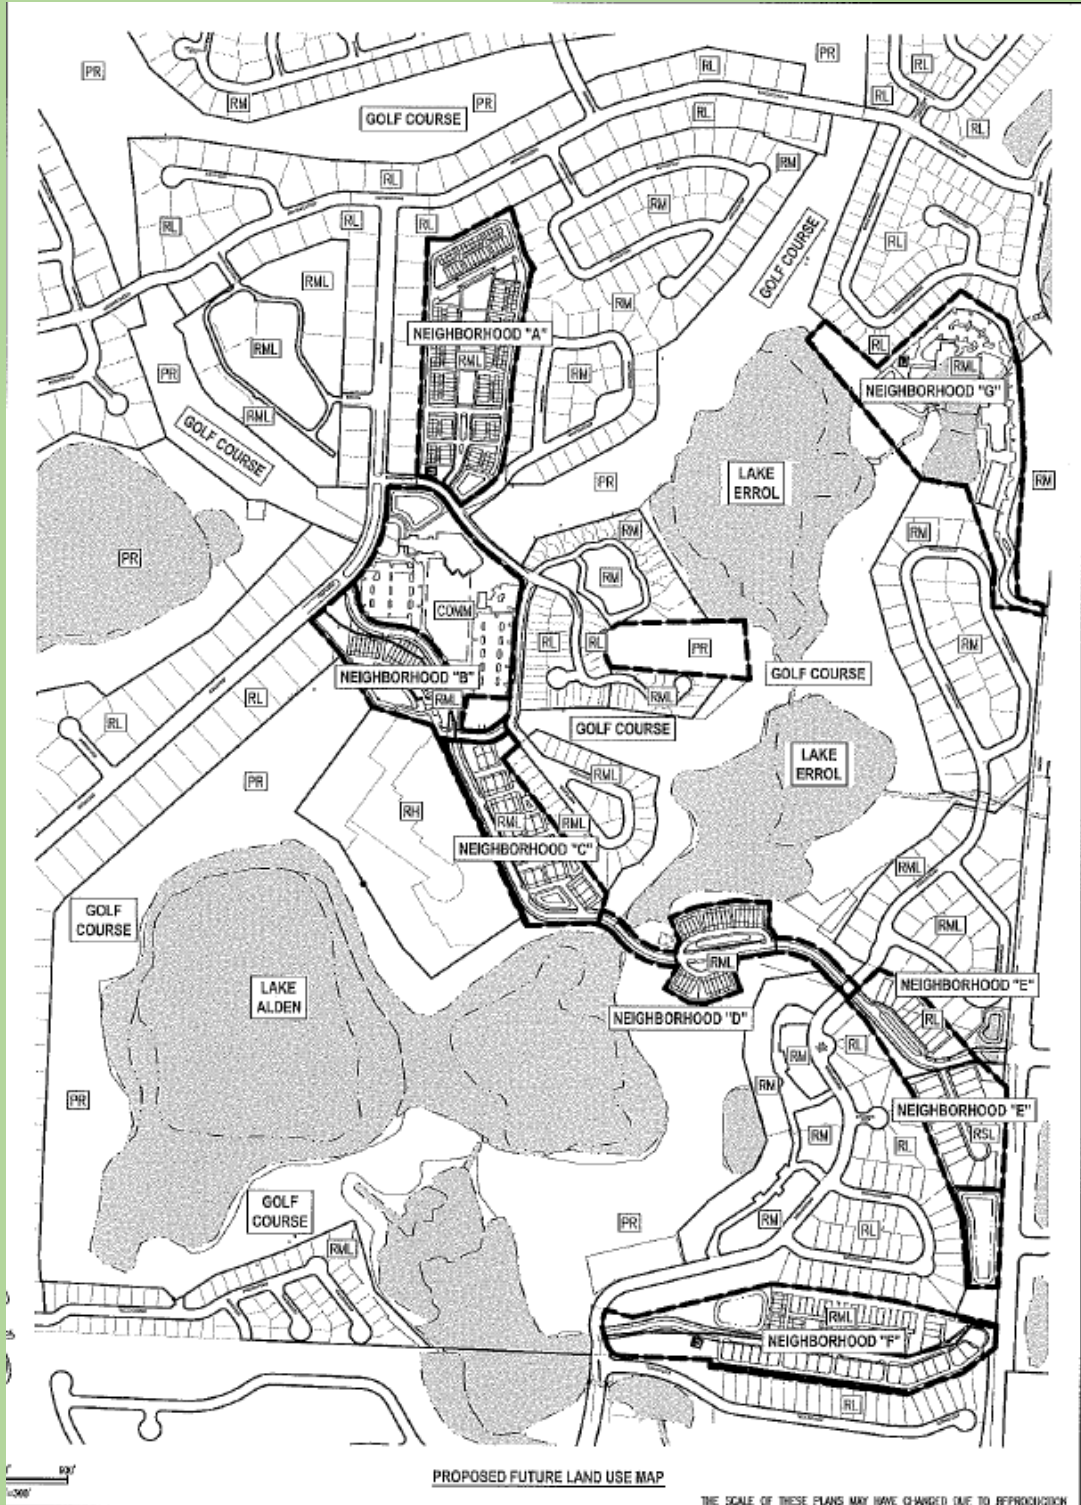 PR
RL
PR
RL
RM
PR
RL
GOLF COURSE
RL
RL
RM
RL
RM
RL
RL
RL
RL
GOLF COURSE
RML
RM
NEIGHBORHOOD "A"
RML
RL
RML
PR
RM
RML
NEIGHBORHOOD "G"
RML
GOLF COURSE
LAKE
ERROL
PR
RM
RM
RM
PR
RM
COMM
RL
RL
PR
RM
NEIGHBORHOOD "B"
GOLF COURSE
RL
RML
RML
RL
GOLF COURSE
LAKE
ERROL
PR
RML
RH
RML
RML
NEIGHBORHOOD "C"
RML
GOLF
COURSE
RML
RML
LAKE
ALDEN
NEIGHBORHOOD "E"
NEIGHBORHOOD "D"
RL
RL
RM
RM
PR
NEIGHBORHOOD "E"
RM
RL
RSL
GOLF
COURSE
RM
PR
RL
RML
RML
NEIGHBORHOOD "F"
RL
PROPOSED FUTURE LAND USE MAP
THE SCALE OF THESE PLANS MAY HAVE CHANGED DUE TO REPRODUCTION